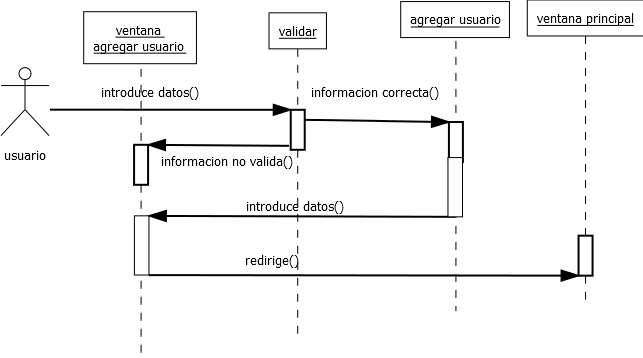 ventana
agregar usuario
validar
agregar usuario
ventana principal
introduce datos()
informacion correcta()
usuario
informacion no valida()
introduce datos()
redirige()